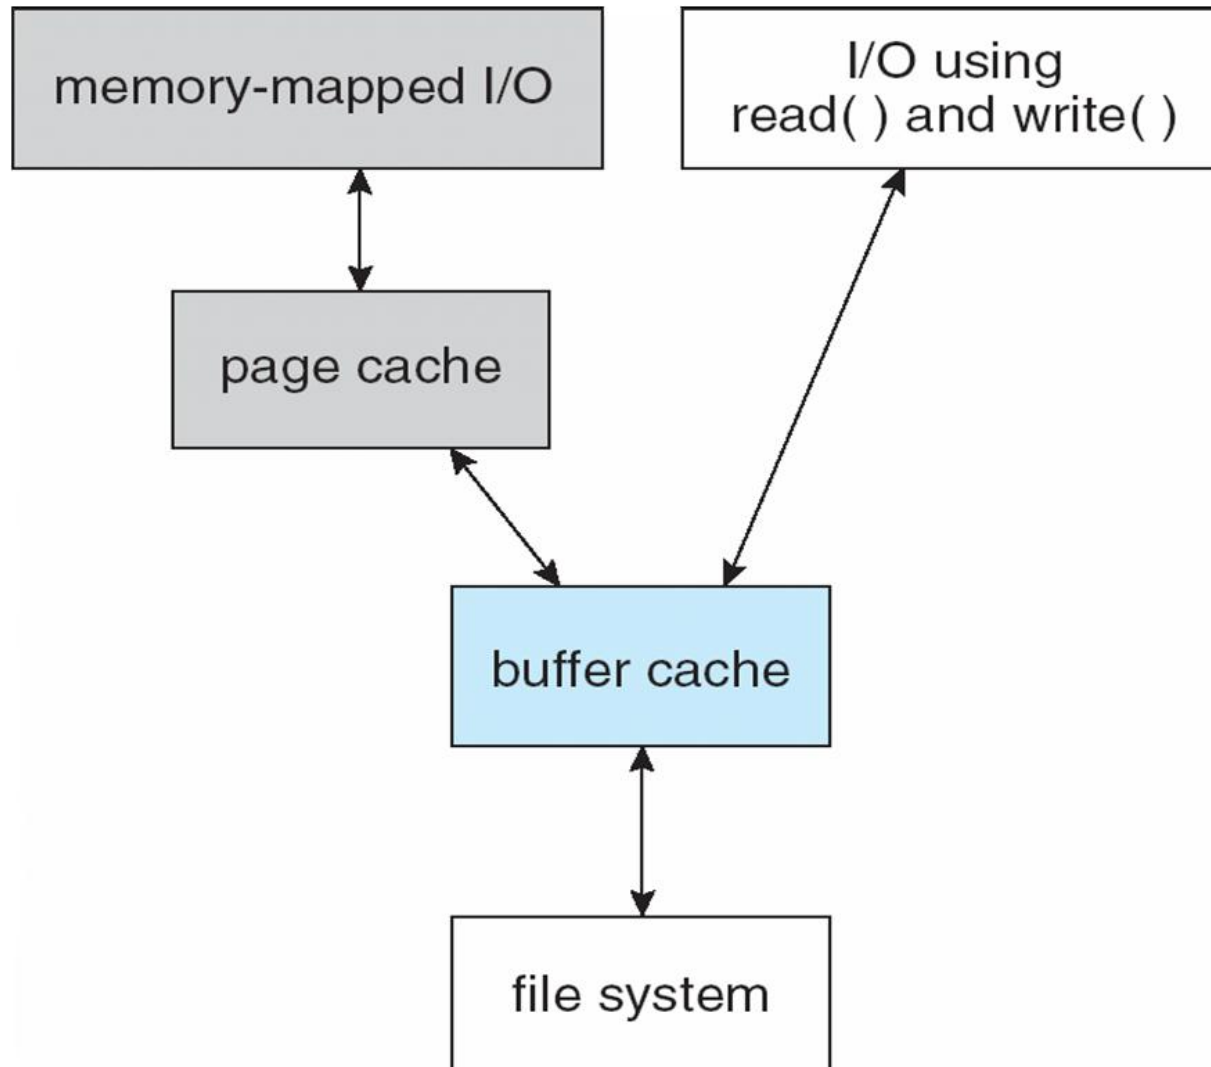 memory-mapped I/O
I/O using
read( ) and write( )
page cache
buffer cache
file system